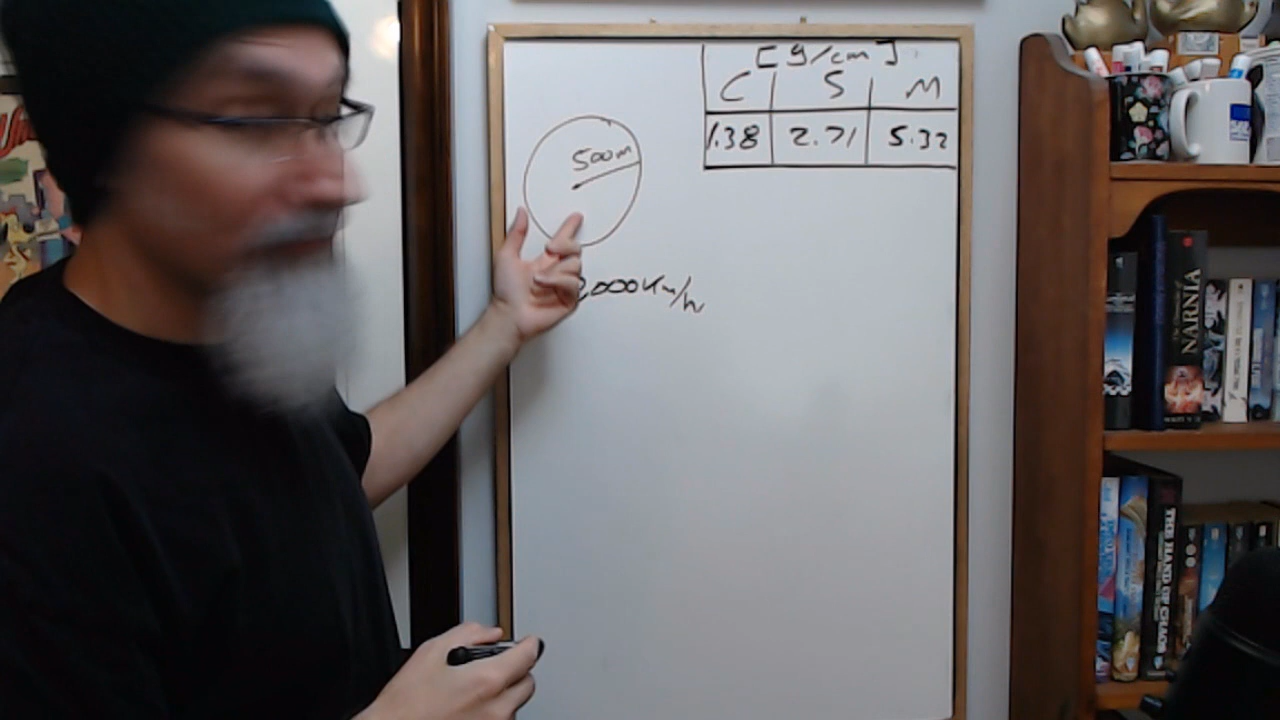 [g/cm]
C S M
1.38 2.71 5.32
500m
2000Km/h
NARNIA
THE HAND OF CHAOS